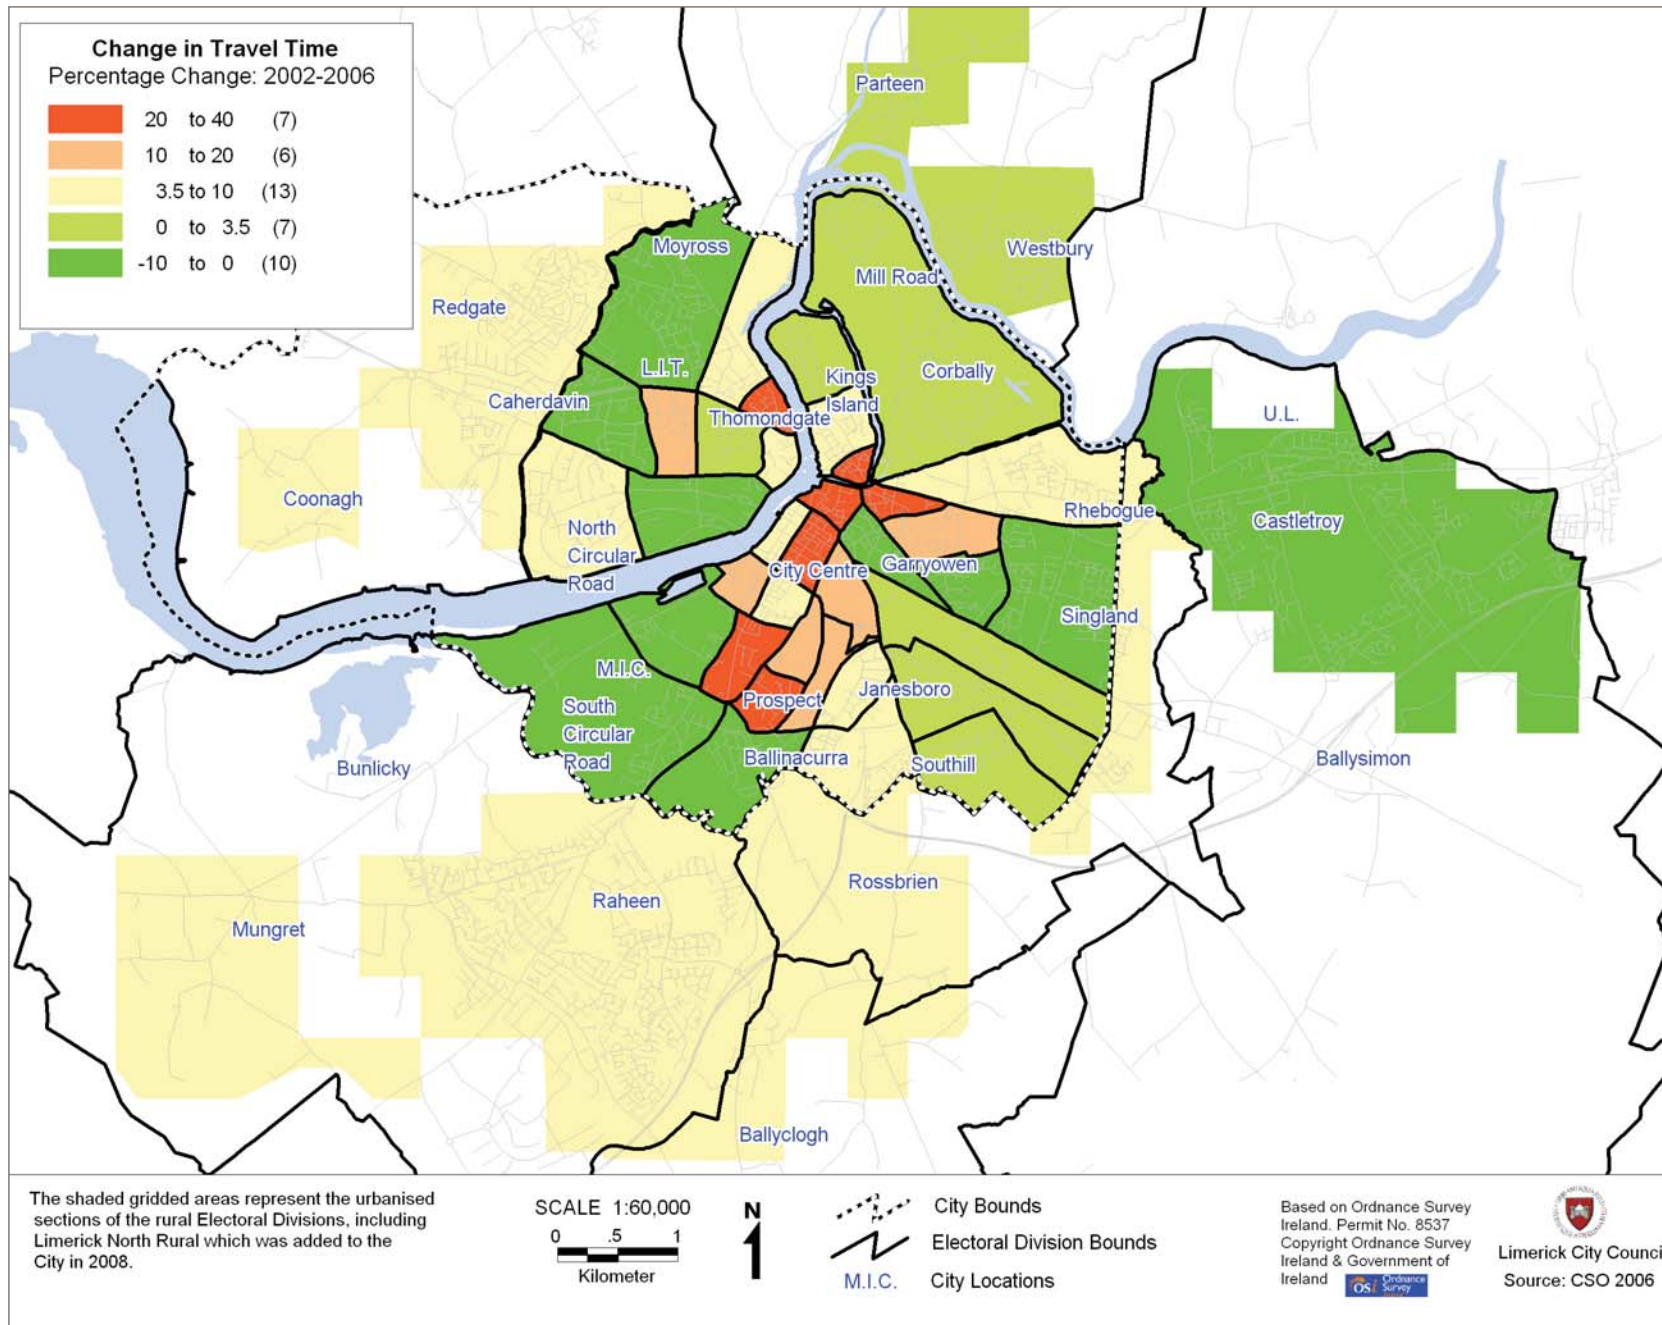 Change in Travel Time
Percentage Change: 2002-2006
20 to 40 (7)
10 to 20 (6)
3.5 to 10 (13)
0 to 3.5 (7)
-10 to 0 (10)
Parteen
Moyross
Westbury
Mill Road
Redgate
L.I.T.
Kings
Island
Corbally
Caherdavin
Thomondgate
U.L.
Coonagh
North
Circular
Road
Rhebogue
Castletroy
City Centre
Garryowen
Singland
M.I.C.
Janesboro
Prospect
South
Circular
Road
Ballinacurra
Southill
Bunlicky
Ballysimon
Rossbrien
Raheen
Mungret
Ballyclogh
The shaded gridded areas represent the urbanised
sections of the rural Electoral Divisions, including
Limerick North Rural which was added to the
City in 2008.
SCALE 1:60,000
0 .5 1
Kilometer
N
City Bounds
Electoral Division Bounds
M.I.C. City Locations
Based on Ordnance Survey
Ireland. Permit No. 8537
Copyright Ordnance Survey
Ireland & Government of
Ireland
OSi Ordnance
Survey
Limerick City Counci
Source: CSO 2006